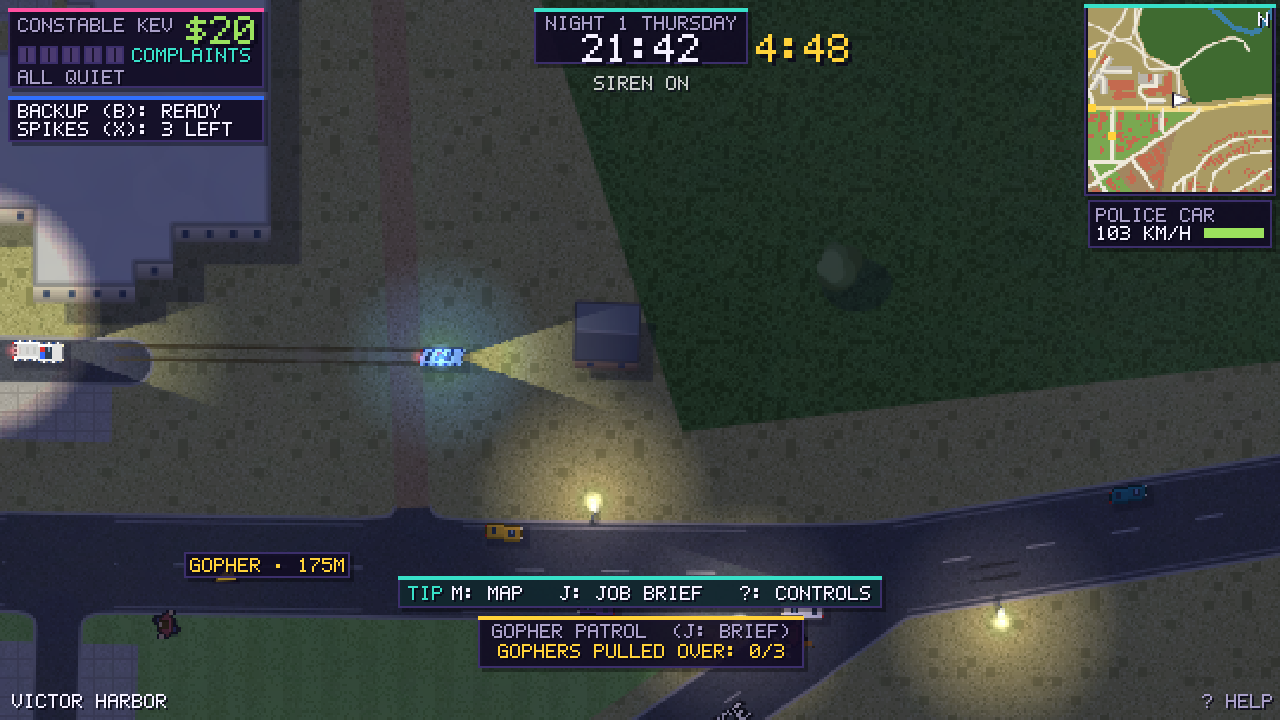 CONSTABLE KEV $20
COMPLAINTS
ALL QUIET
BACKUP (B): READY
SPIKES (X): 3 LEFT
NIGHT 1 THURSDAY
21:42 4:48
SIREN ON
N
POLICE CAR
103 KM/H
GOPHER · 175M
TIP M: MAP J: JOB BRIEF ?: CONTROLS
GOPHER PATROL (J: BRIEF)
GOPHERS PULLED OVER: 0/3
VICTOR HARBOR
? HELP